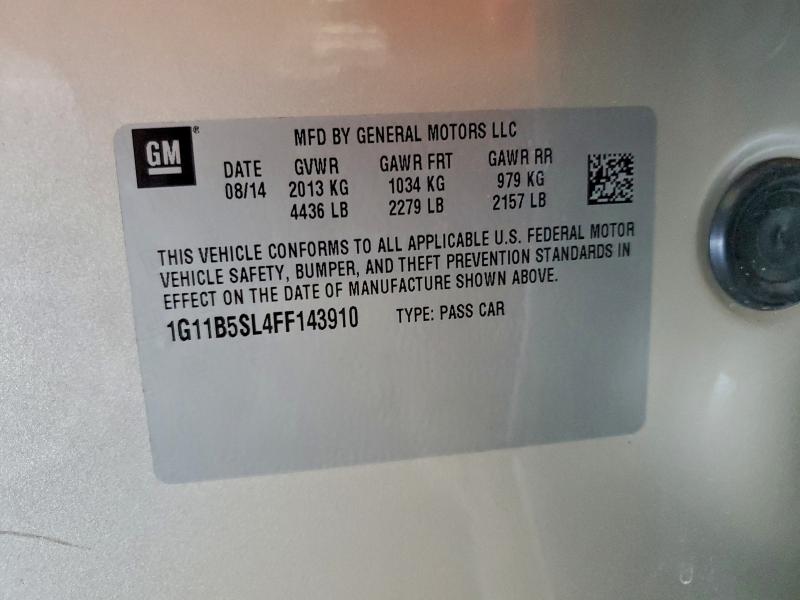 GM®
MFD BY GENERAL MOTORS LLC
DATE GVWR GAWR FRT GAWR RR
08/14 2013 KG 1034 KG 979 KG
4436 LB 2279 LB 2157 LB
THIS VEHICLE CONFORMS TO ALL APPLICABLE U.S. FEDERAL MOTOR
VEHICLE SAFETY, BUMPER, AND THEFT PREVENTION STANDARDS IN
EFFECT ON THE DATE OF MANUFACTURE SHOWN ABOVE.
1G11B5SL4FF143910 TYPE: PASS CAR